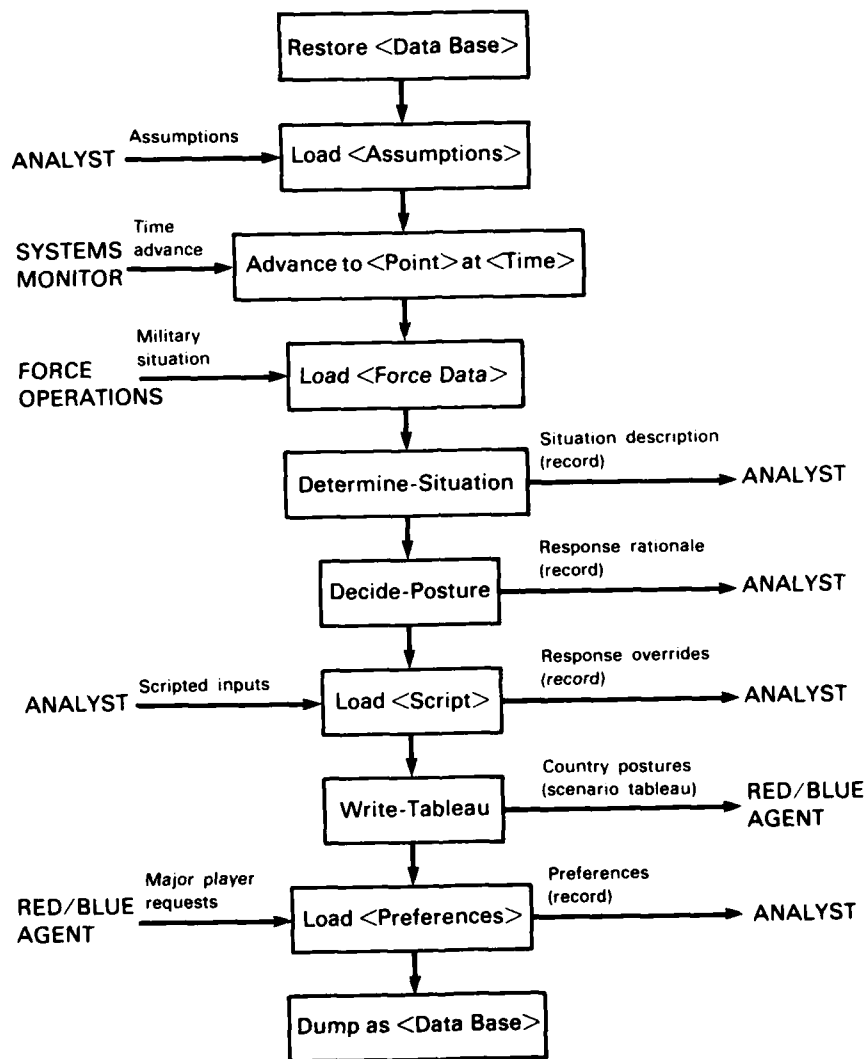 Restore <Data Base>
Assumptions
ANALYST
Load <Assumptions>
Time
advance
SYSTEMS
MONITOR
Advance to <Point> at <Time>
Military
situation
FORCE
OPERATIONS
Load <Force Data>
Situation description
(record)
Determine-Situation
ANALYST
Response rationale
(record)
Decide-Posture
ANALYST
Scripted inputs
ANALYST
Load <Script>
Response overrides
(record)
ANALYST
Country postures
(scenario tableau)
Write-Tableau
RED/BLUE
AGENT
Major player
requests
RED/BLUE
AGENT
Load <Preferences>
Preferences
(record)
ANALYST
Dump as <Data Base>